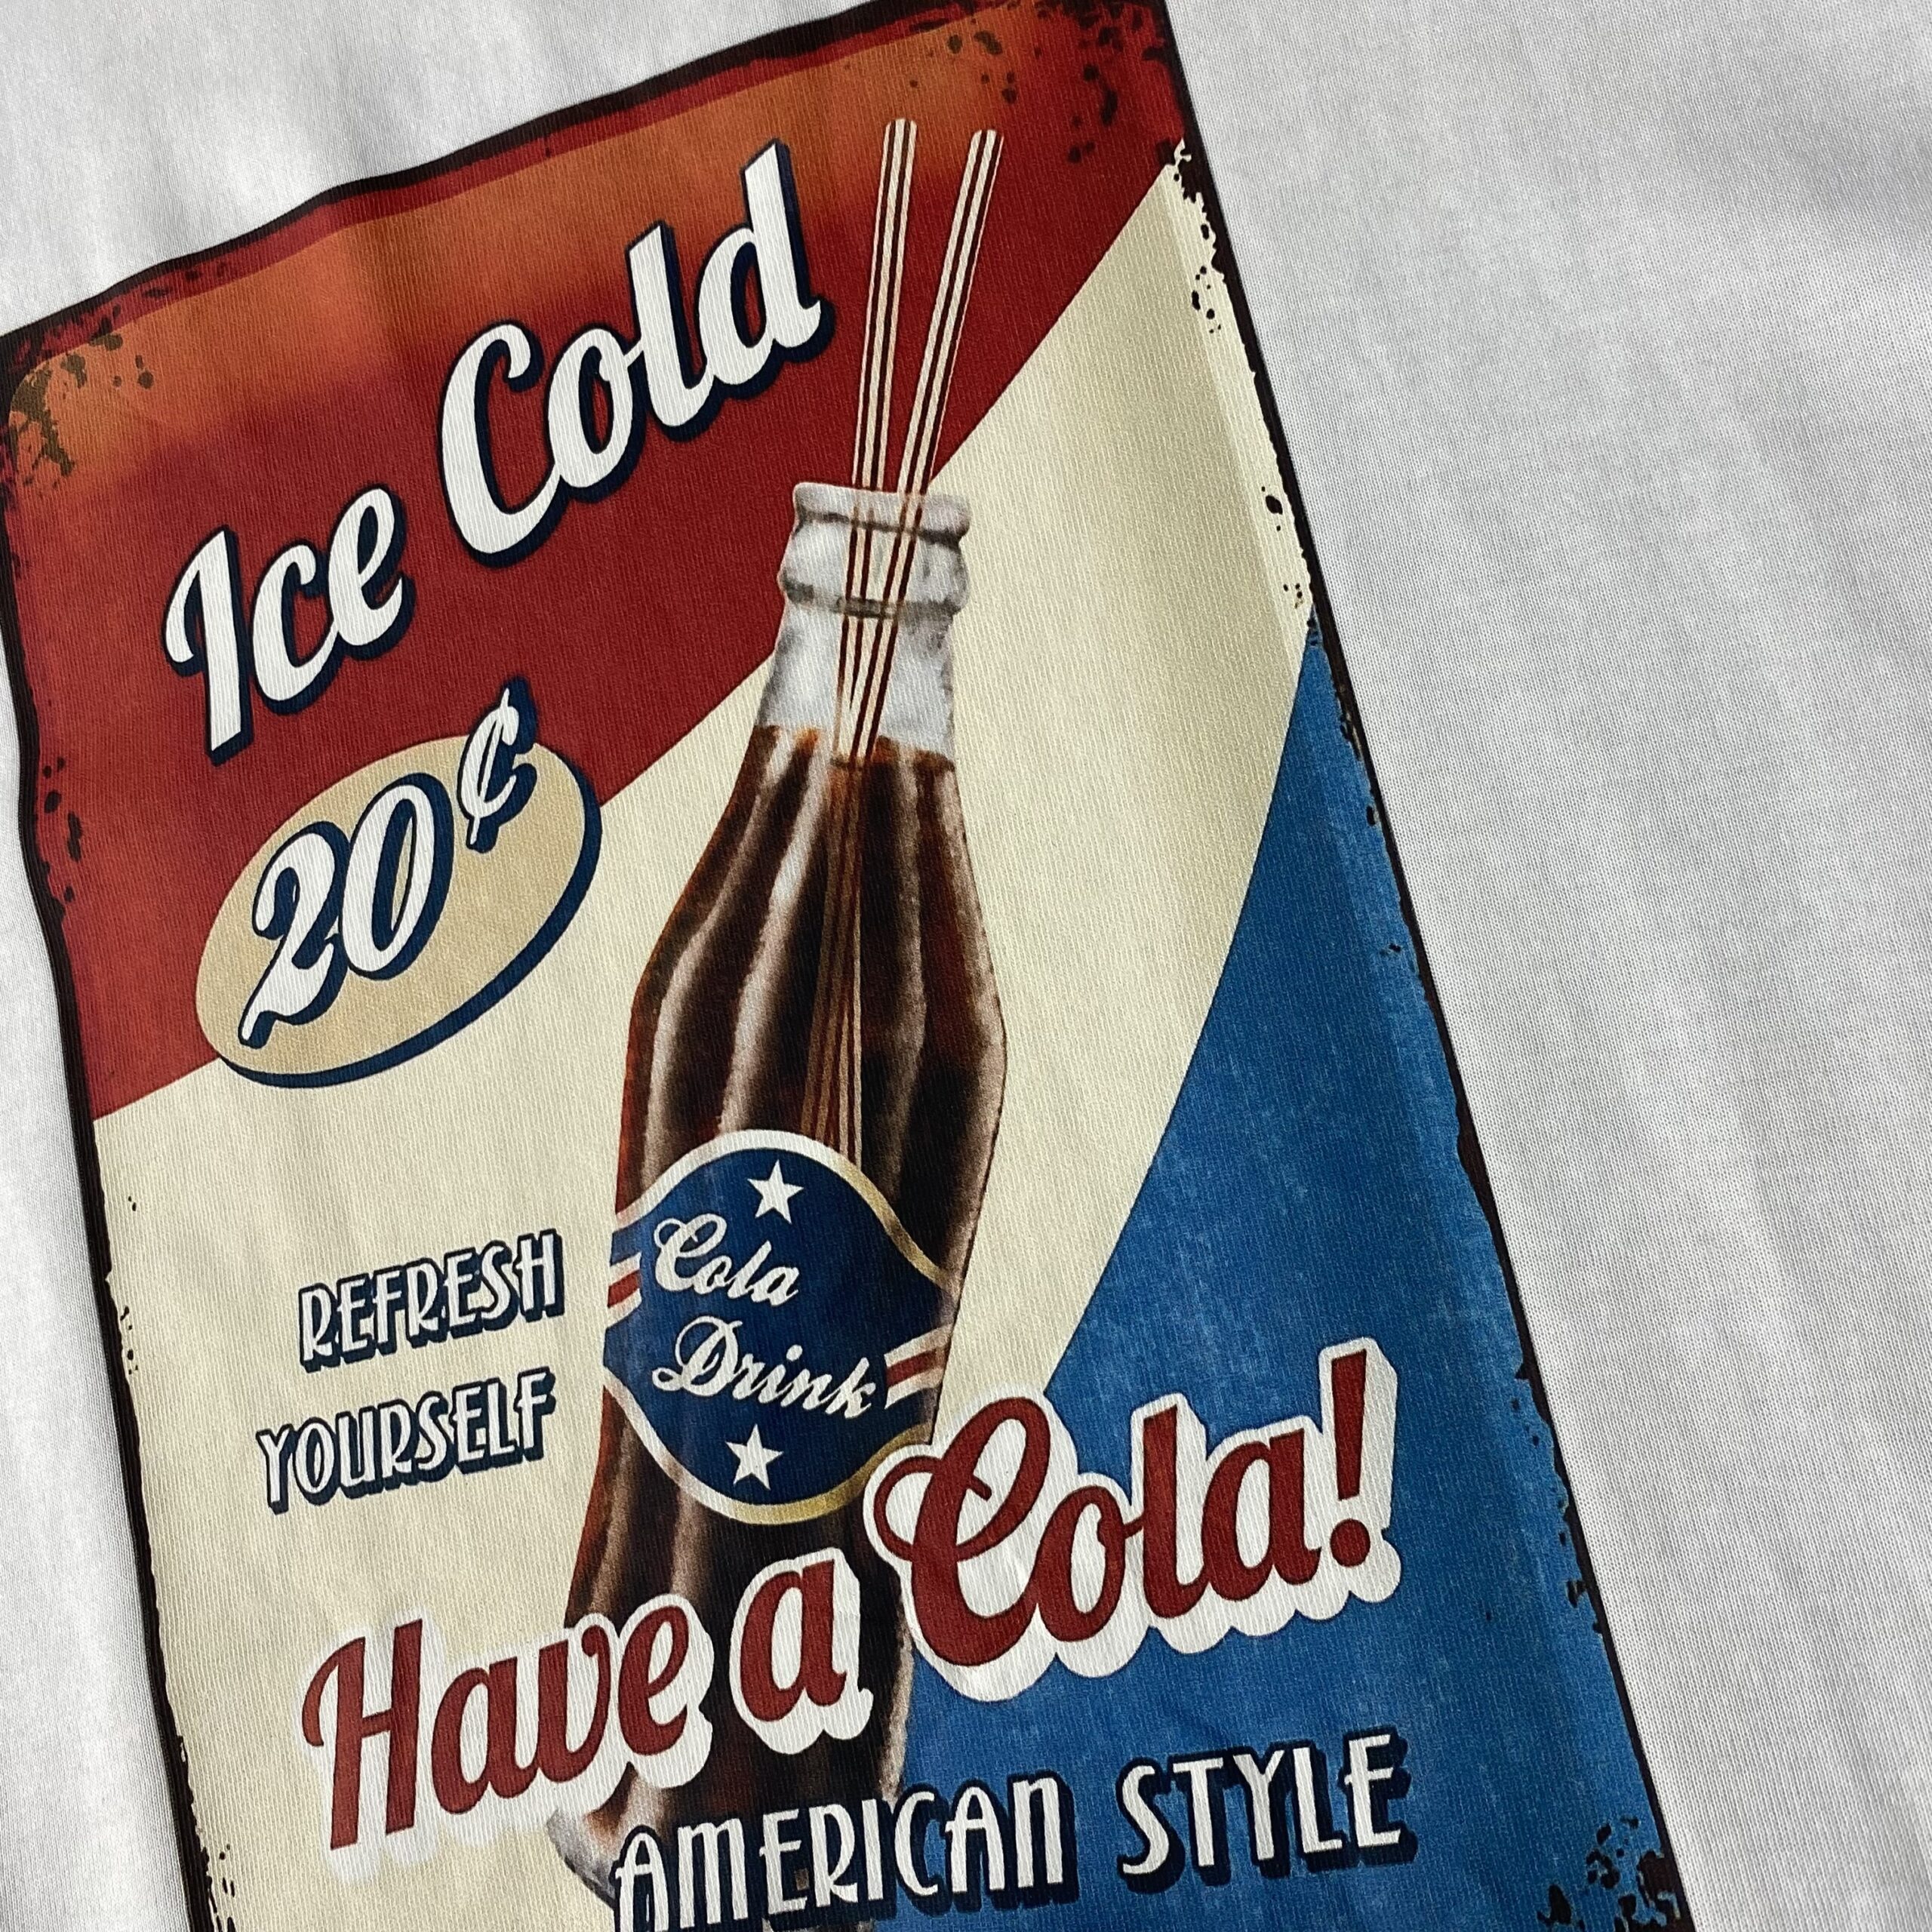 Ice Cold
20¢
REFRESH
YOURSELF
Cola
Drink
Have a Cola!
AMERICAN STYLE